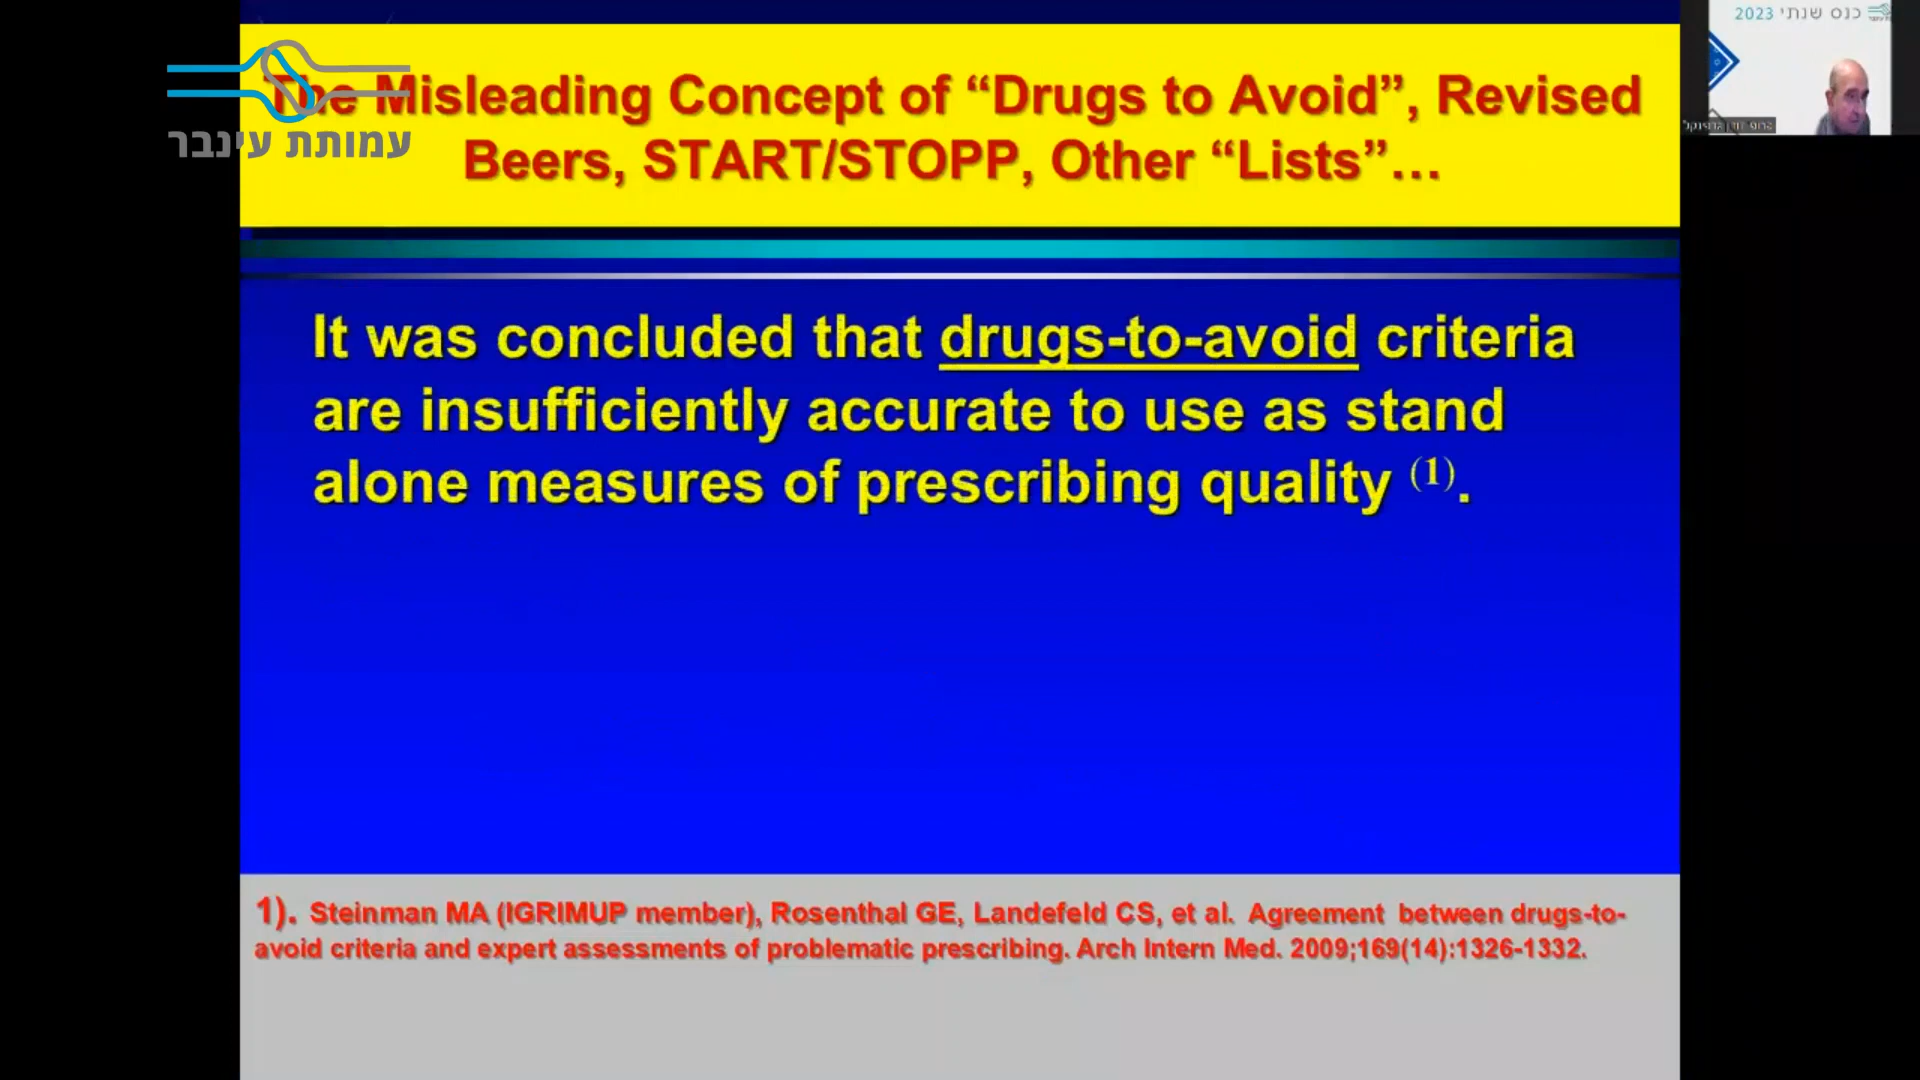 The Misleading Concept of “Drugs to Avoid”, Revised
Beers, START/STOPP, Other “Lists”…
עמותת עינבר
כנס שנתי 2023
It was concluded that drugs-to-avoid criteria
are insufficiently accurate to use as stand
alone measures of prescribing quality (1).
1). Steinman MA (IGRIMUP member), Rosenthal GE, Landefeld CS, et al. Agreement between drugs-to-
avoid criteria and expert assessments of problematic prescribing. Arch Intern Med. 2009;169(14):1326-1332.